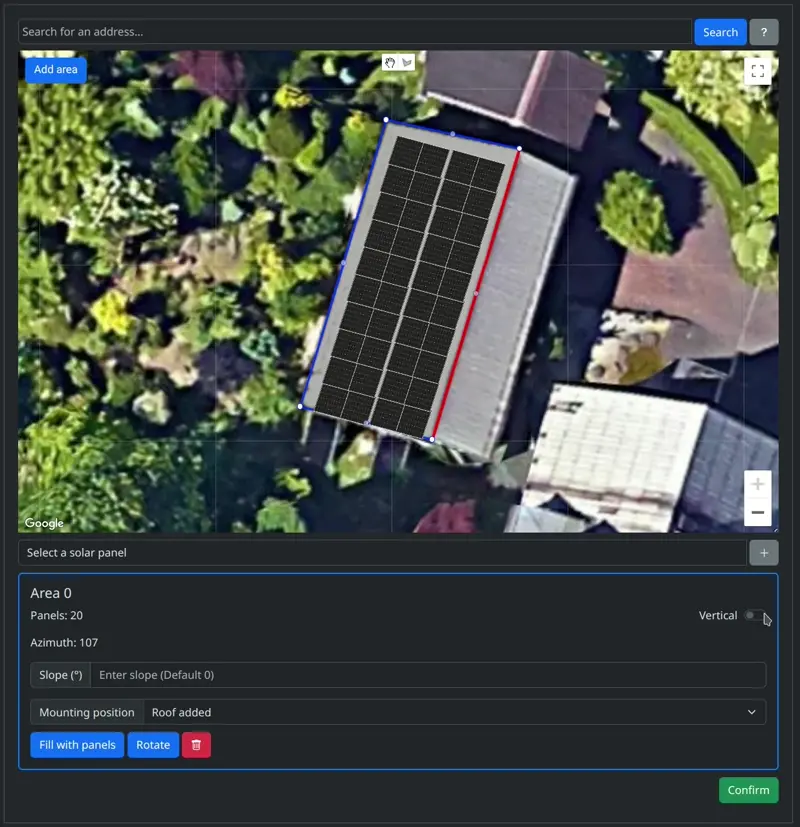 Search for an address...
Search
?
Add area
Google
Select a solar panel
+
Area 0
Panels: 20
Vertical
Azimuth: 107
Slope (°)
Enter slope (Default 0)
Mounting position
Roof added
Fill with panels
Rotate
Confirm